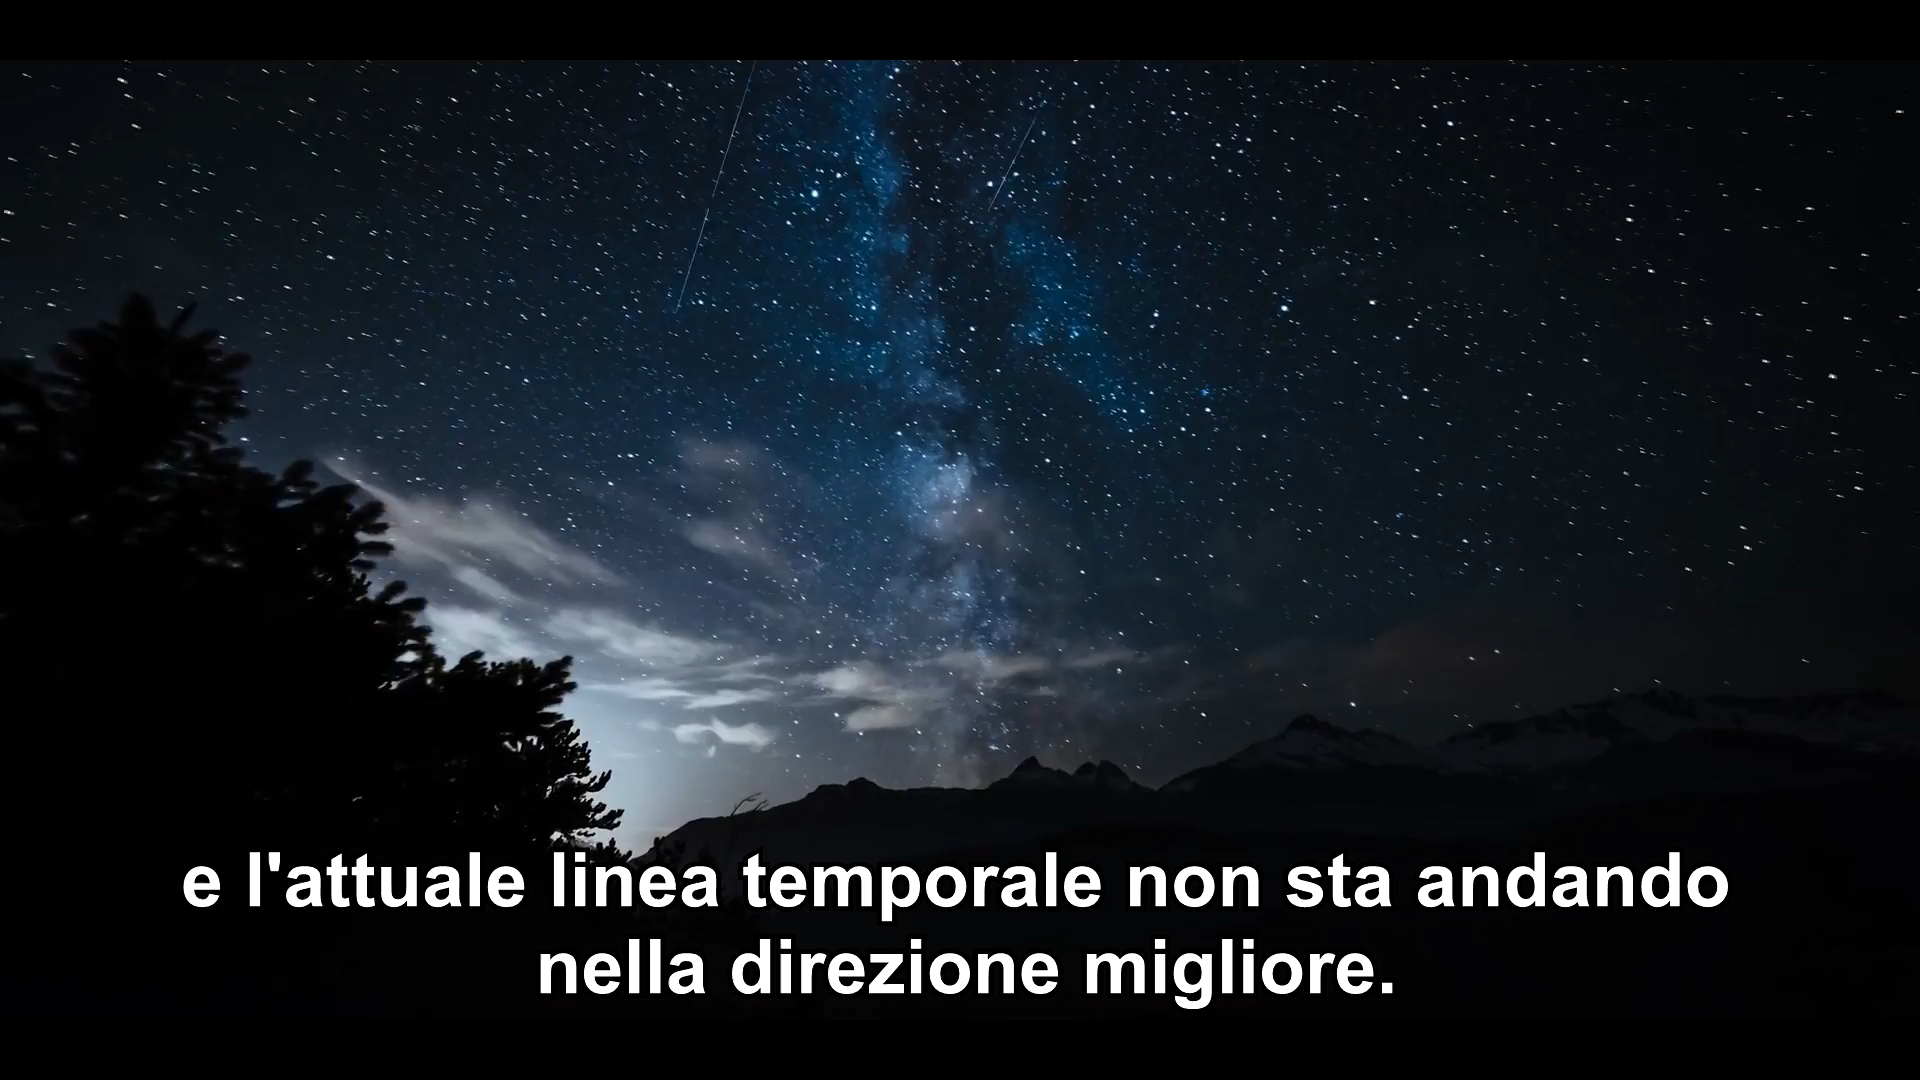 e l'attuale linea temporale non sta andando
nella direzione migliore.